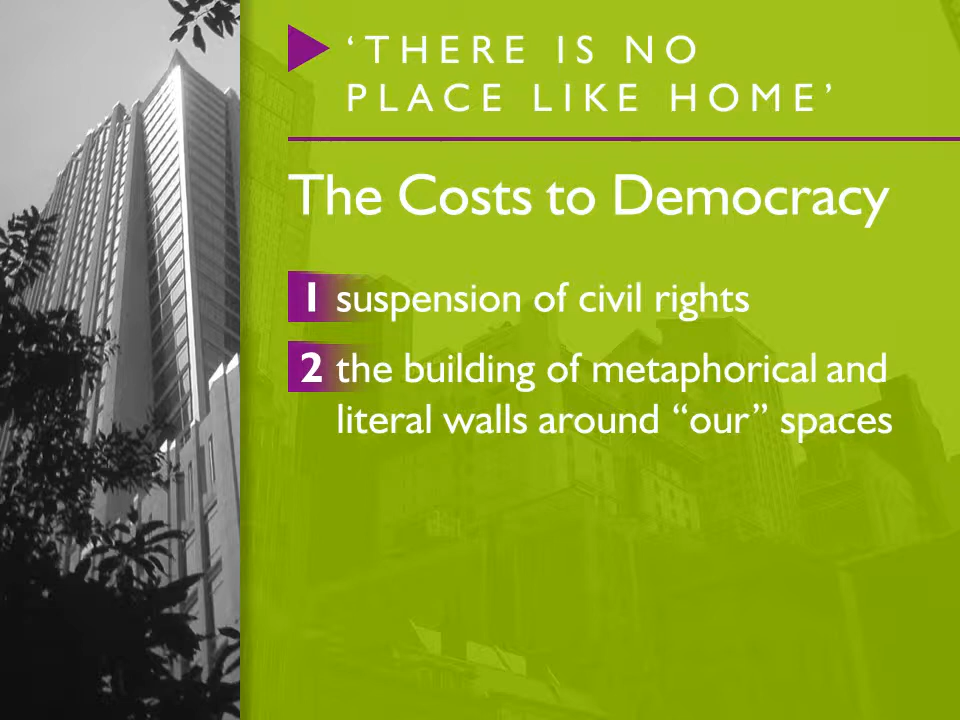 ‘THERE IS NO
PLACE LIKE HOME’
The Costs to Democracy
1 suspension of civil rights
2 the building of metaphorical and
literal walls around “our” spaces